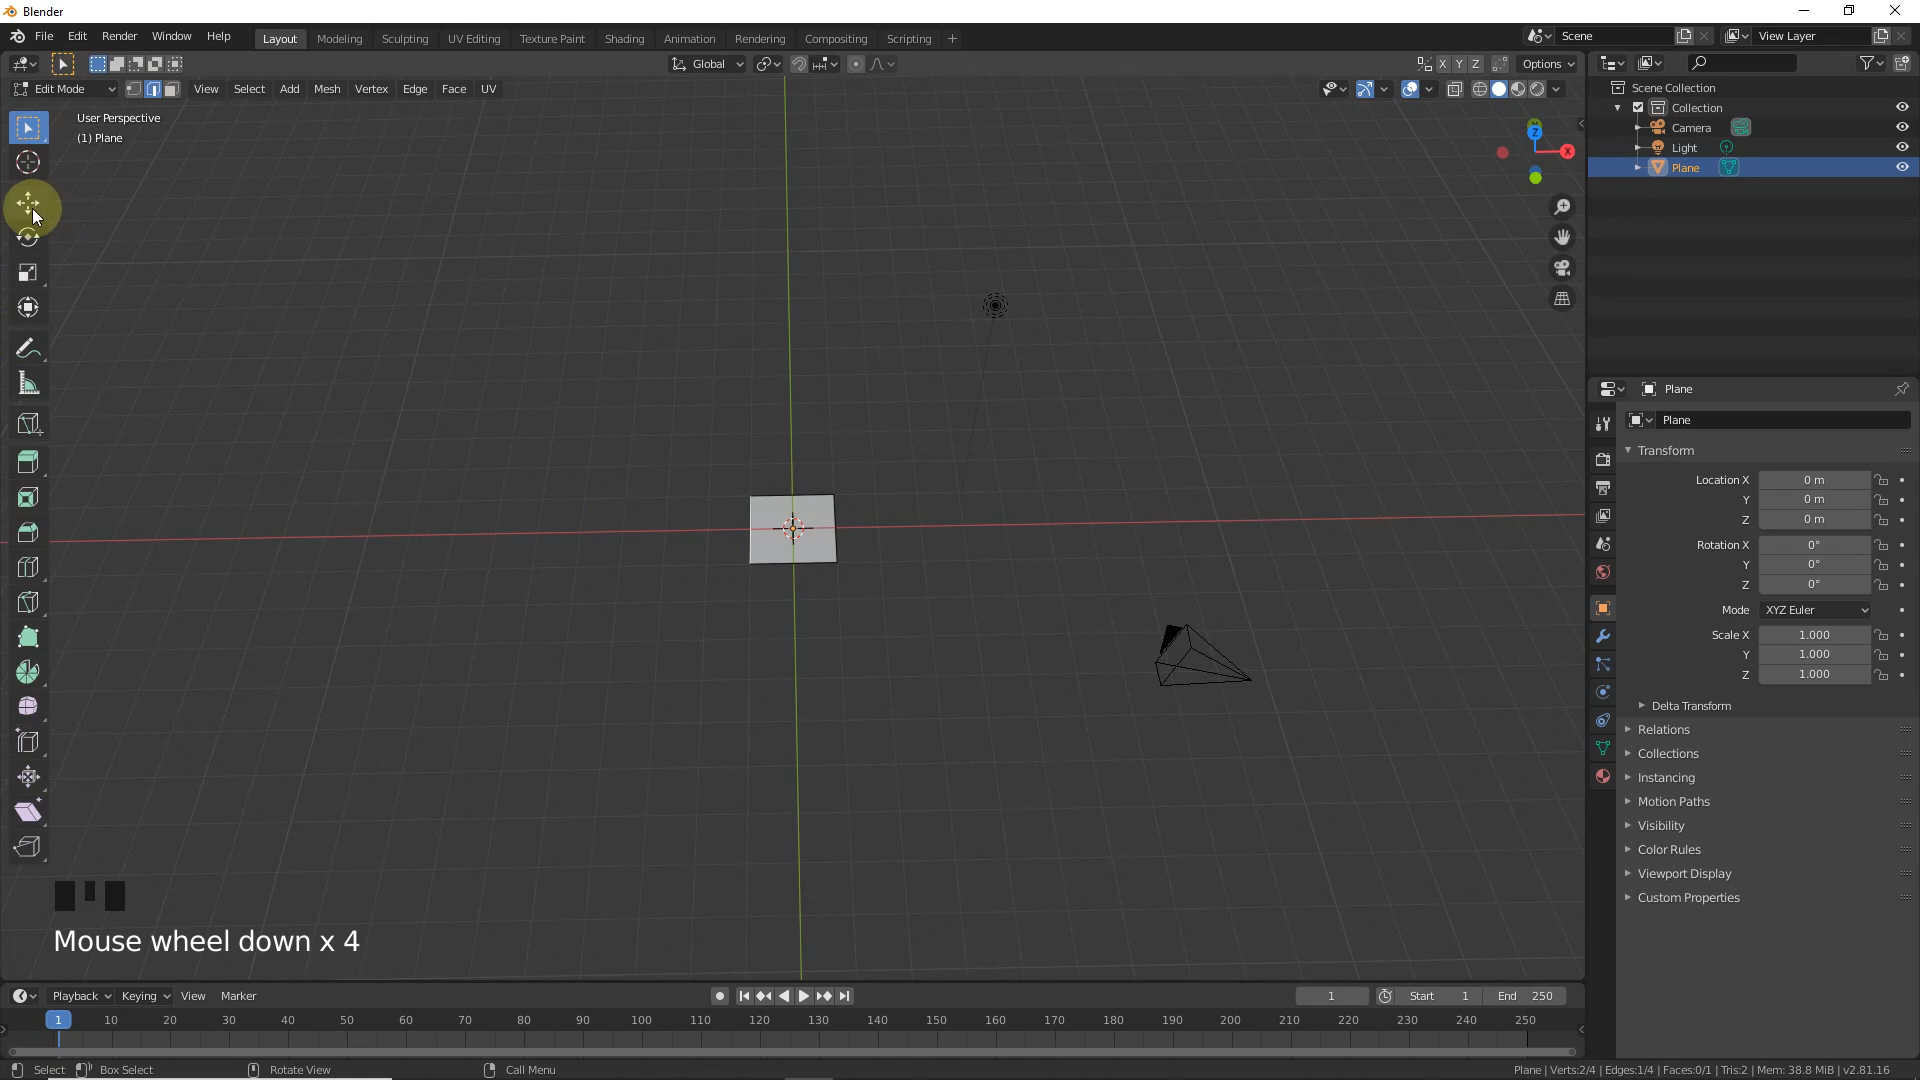 Blender
File Edit Render Window Help Layout Modeling Sculpting UV Editing Texture Paint Shading Animation Rendering Compositing Scripting + Scene View Layer
Global X Y Z Options
Edit Mode View Select Add Mesh Vertex Edge Face UV
User Perspective
(1) Plane
Z
X
Scene Collection
Collection
Camera
Light
Plane
Plane
Plane
Transform
Location X 0 m
Y 0 m
Z 0 m
Rotation X 0°
Y 0°
Z 0°
Mode XYZ Euler
Scale X 1.000
Y 1.000
Z 1.000
Delta Transform
Relations
Collections
Instancing
Motion Paths
Visibility
Color Rules
Viewport Display
Custom Properties
Mouse wheel down x 4
Playback Keying View Marker 1 Start 1 End 250
1 10 20 30 40 50 60 70 80 90 100 110 120 130 140 150 160 170 180 190 200 210 220 230 240 250
Select Box Select Rotate View Call Menu Plane | Verts:2/4 | Edges:1/4 | Faces:0/1 | Tris:2 | Mem: 38.8 MiB | v2.81.16